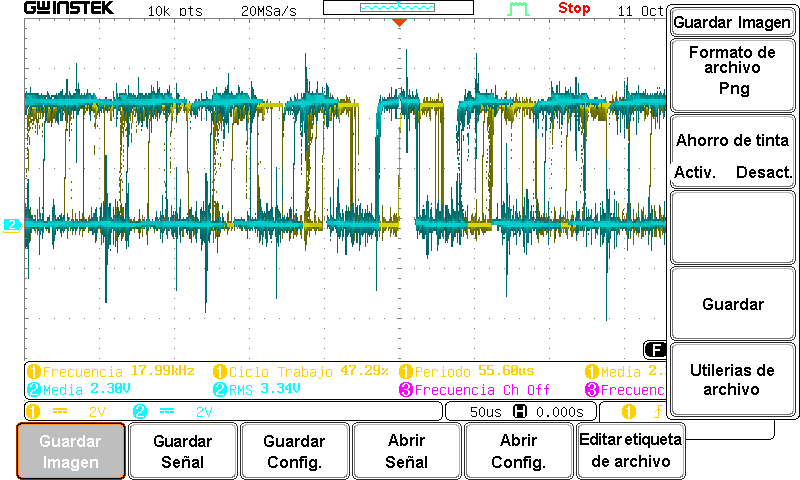 GWINSTEK 10k pts 20MSa/s Stop 11 Oct
Guardar Imagen
Formato de
archivo
Png
Ahorro de tinta
Activ. Desact.
2
Guardar
F
Utilerias de
archivo
1 Frecuencia 17.99kHz 1 Ciclo Trabajo 47.29% 1 Periodo 55.60us 1 Media 2.
2 Media 2.30V 2 RMS 3.34V 3 Frecuencia Ch Off 3 Frecuenc
1 2V 2 2V 50us H 0.000s 1
Guardar
Imagen
Guardar
Señal
Guardar
Config.
Abrir
Señal
Abrir
Config.
Editar etiqueta
de archivo